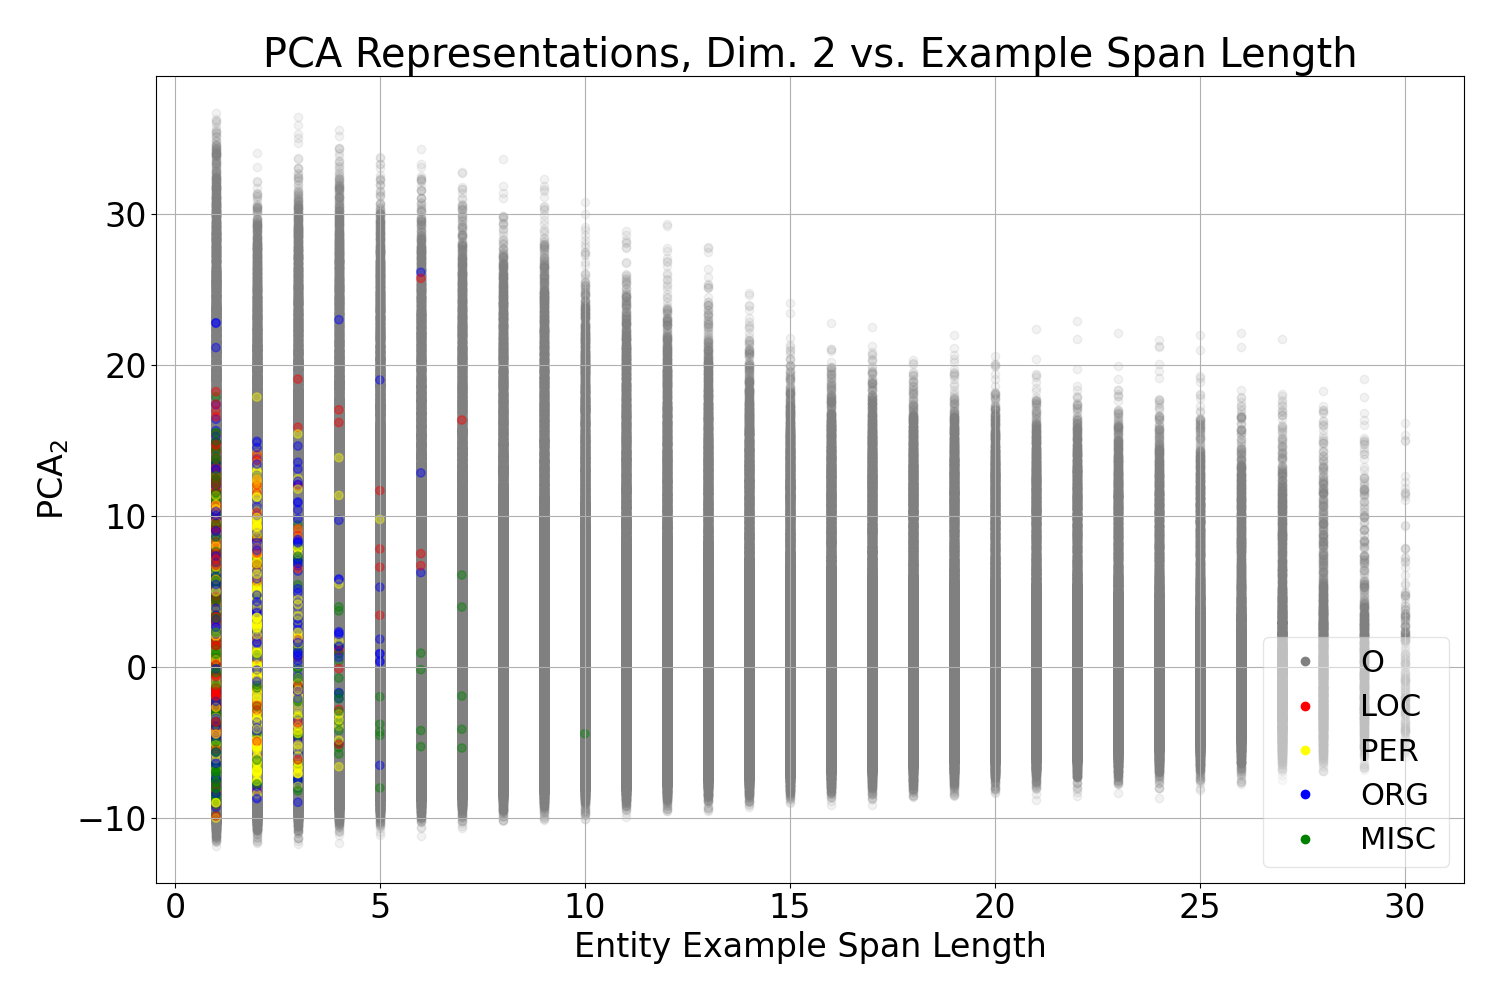 PCA Representations, Dim. 2 vs. Example Span Length
PCA₂
30
20
10
0
−10
0 5 10 15 20 25 30
Entity Example Span Length
O
LOC
PER
ORG
MISC